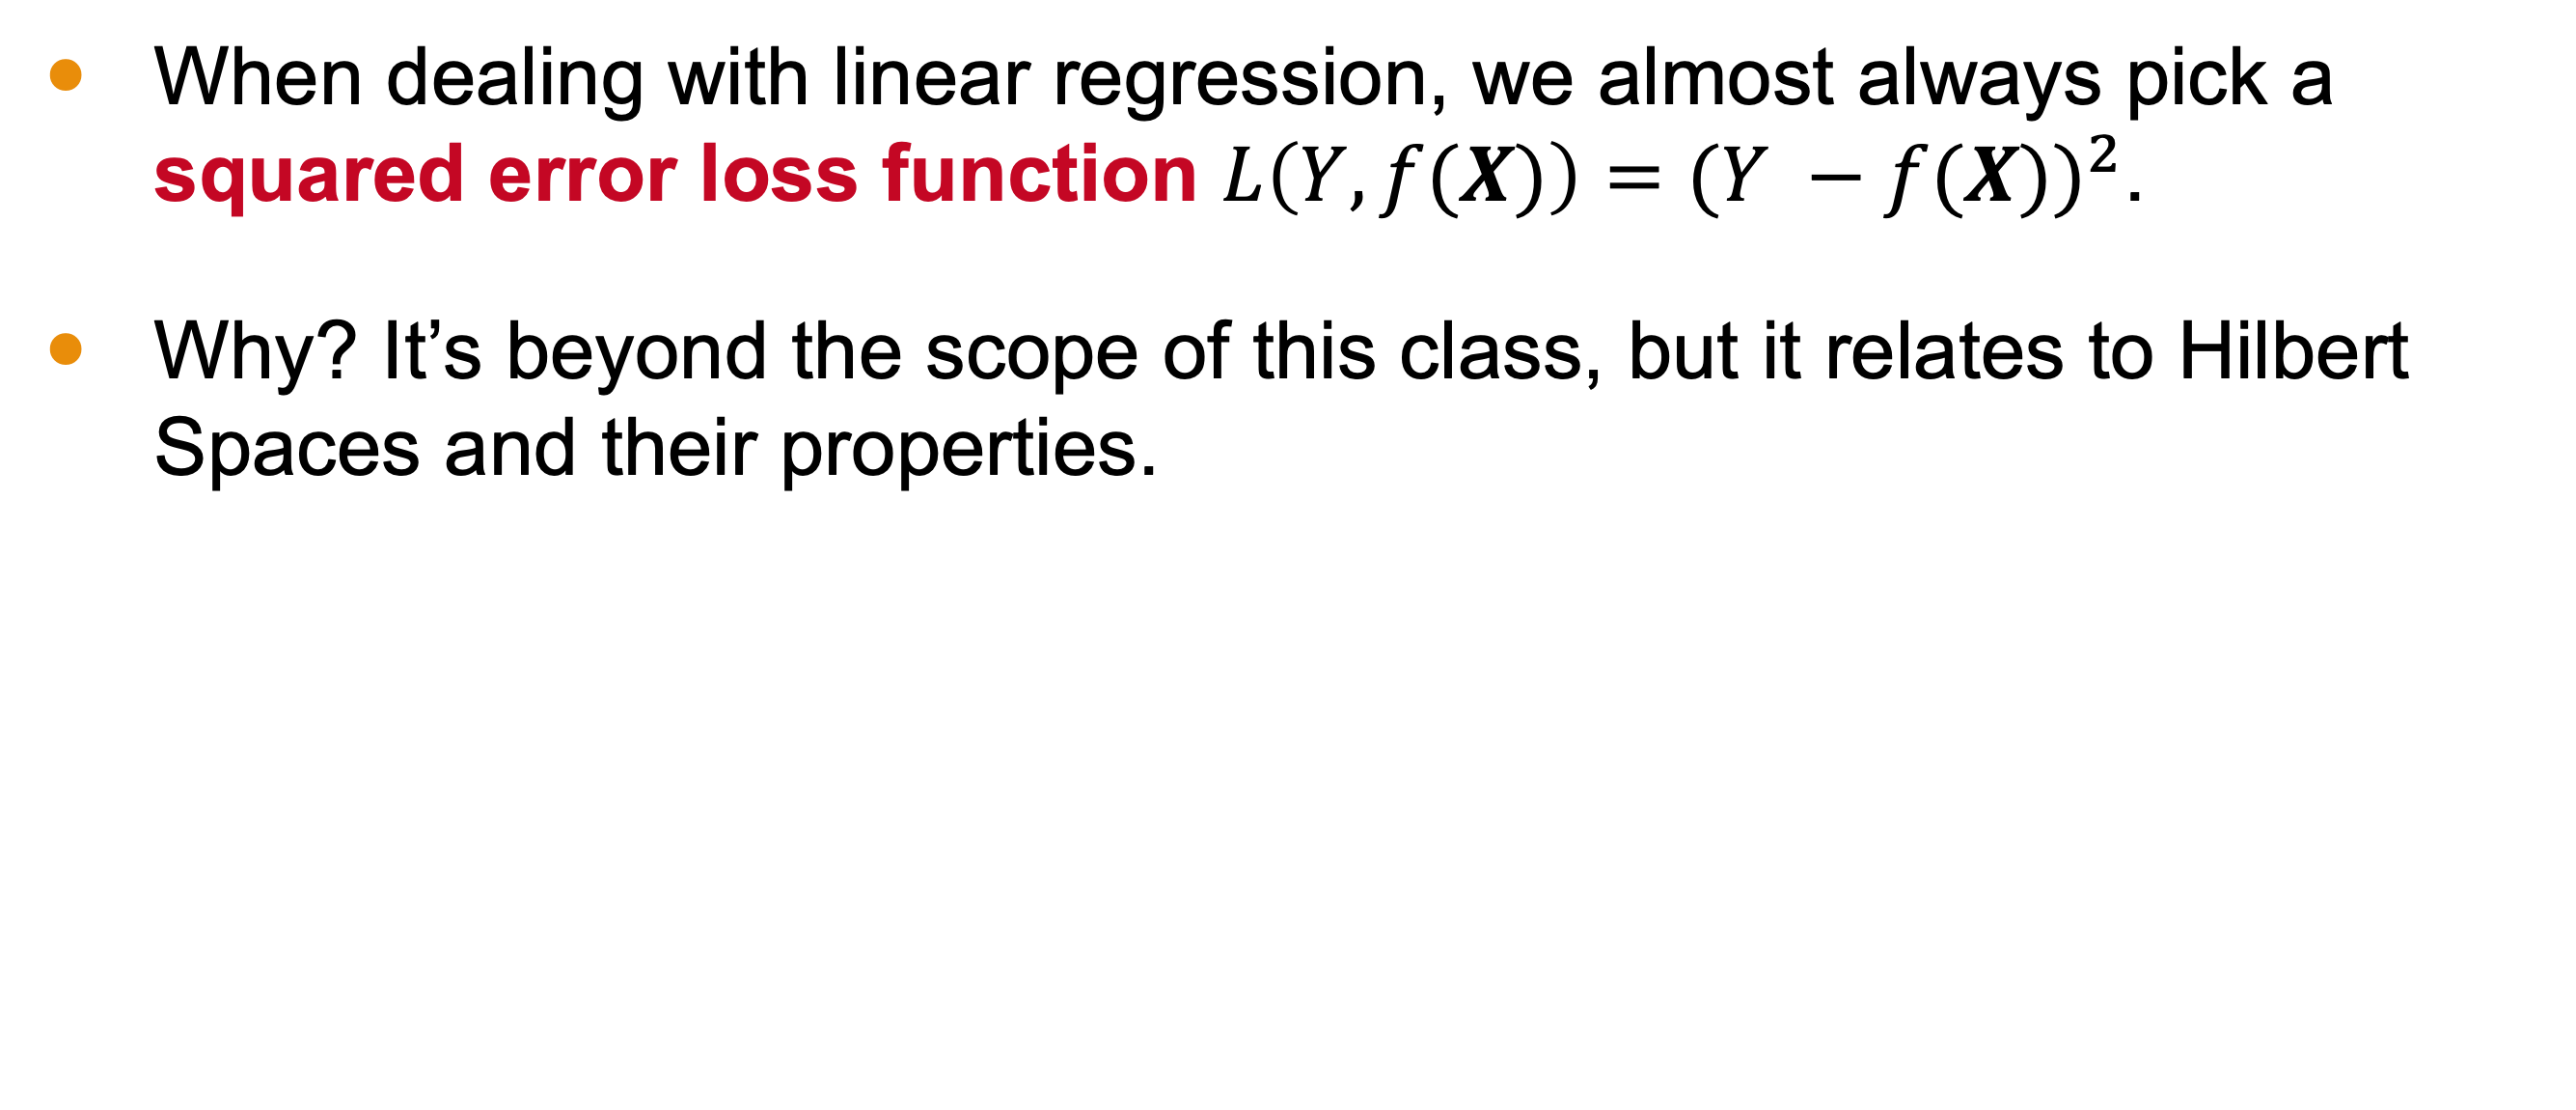 • When dealing with linear regression, we almost always pick a
squared error loss function L(Y, f(X)) = (Y − f(X))².
• Why? It’s beyond the scope of this class, but it relates to Hilbert
Spaces and their properties.